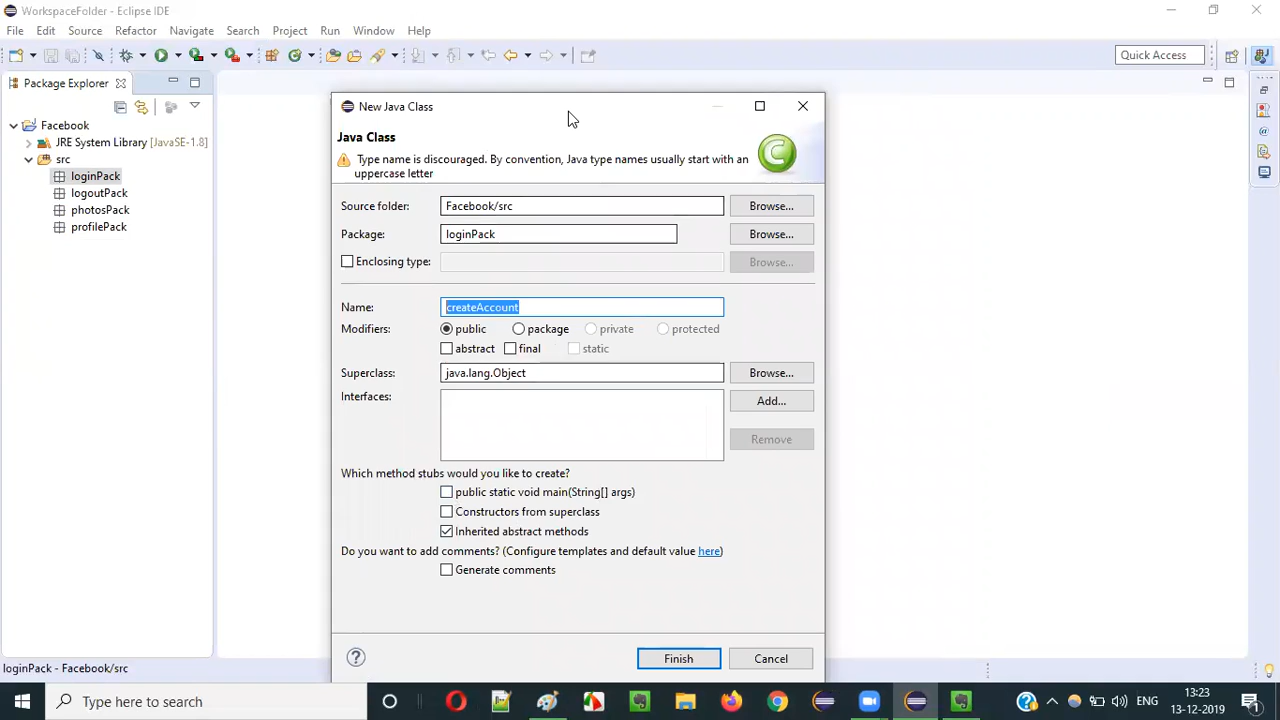 WorkspaceFolder - Eclipse IDE
File Edit Source Refactor Navigate Search Project Run Window Help
Quick Access
Package Explorer
Facebook
JRE System Library [JavaSE-1.8]
src
loginPack
logoutPack
photosPack
profilePack
New Java Class
Java Class
Type name is discouraged. By convention, Java type names usually start with an
uppercase letter
Source folder: Facebook/src Browse...
Package: loginPack Browse...
Enclosing type: Browse...
Name: createAccount
Modifiers: public package private protected
abstract final static
Superclass: java.lang.Object Browse...
Interfaces: Add...
Remove
Which method stubs would you like to create?
public static void main(String[] args)
Constructors from superclass
Inherited abstract methods
Do you want to add comments? (Configure templates and default value here)
Generate comments
Finish Cancel
loginPack - Facebook/src
Type here to search
ENG
13:23
13-12-2019
1